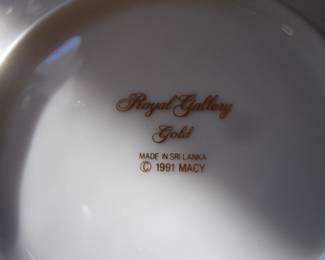 Royal Gallery
Gold
MADE IN SRI LANKA
© 1991 MACY